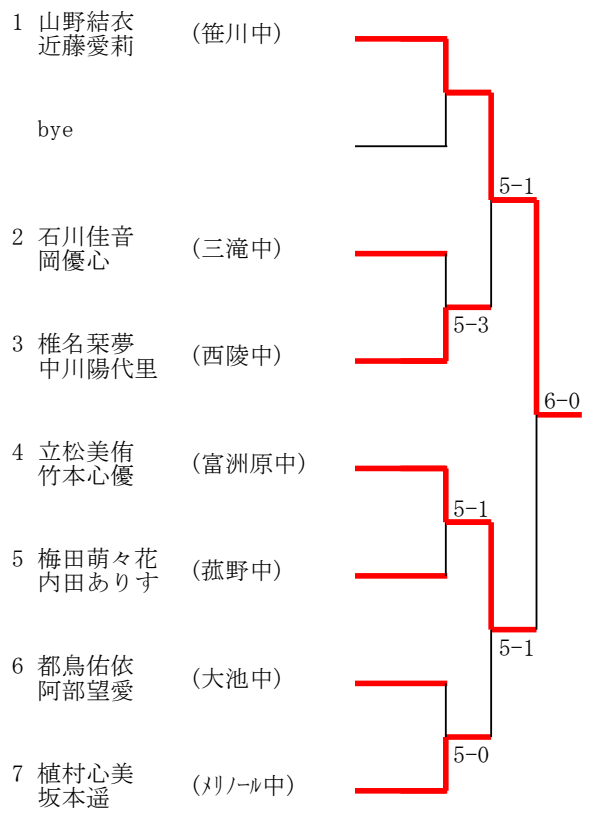 1 山野結衣
近藤愛莉
(笹川中)
bye
5-1
2 石川佳音
岡優心
(三滝中)
5-3
3 椎名栞夢
中川陽代里
(西陵中)
6-0
4 立松美侑
竹本心優
(富洲原中)
5-1
5 梅田萌々花
内田ありす
(菰野中)
5-1
6 都鳥佑依
阿部望愛
(大池中)
5-0
7 植村心美
坂本遥
(ﾒﾘﾉｰﾙ中)